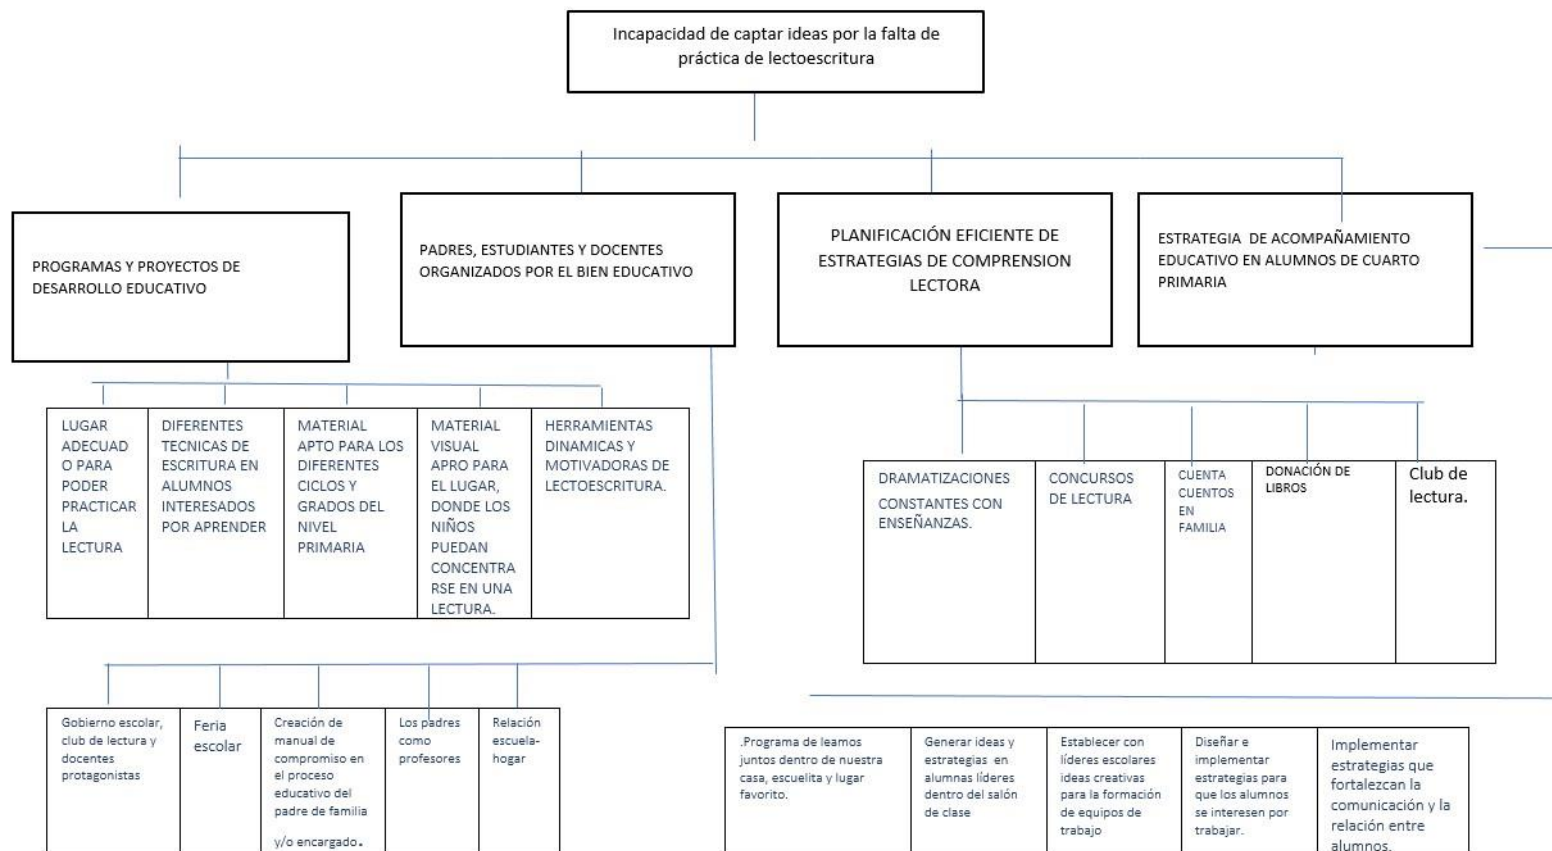 Incapacidad de captar ideas por la falta de
práctica de lectoescritura
PROGRAMAS Y PROYECTOS DE
DESARROLLO EDUCATIVO
PADRES, ESTUDIANTES Y DOCENTES
ORGANIZADOS POR EL BIEN EDUCATIVO
PLANIFICACIÓN EFICIENTE DE
ESTRATEGIAS DE COMPRENSION
LECTORA
ESTRATEGIA DE ACOMPAÑAMIENTO
EDUCATIVO EN ALUMNOS DE CUARTO
PRIMARIA
LUGAR
ADECUAD
O PARA
PODER
PRACTICAR
LA
LECTURA
DIFERENTES
TECNICAS DE
ESCRITURA EN
ALUMNOS
INTERESADOS
POR APRENDER
MATERIAL
APTO PARA LOS
DIFERENTES
CICLOS Y
GRADOS DEL
NIVEL
PRIMARIA
MATERIAL
VISUAL
APRO PARA
EL LUGAR,
DONDE LOS
NIÑOS
PUEDAN
CONCENTRA
RSE EN UNA
LECTURA.
HERRAMIENTAS
DINAMICAS Y
MOTIVADORAS DE
LECTOESCRITURA.
DRAMATIZACIONES
CONSTANTES CON
ENSEÑANZAS.
CONCURSOS
DE LECTURA
CUENTA
CUENTOS
EN
FAMILIA
DONACIÓN DE
LIBROS
Club de
lectura.
Gobierno escolar,
club de lectura y
docentes
protagonistas
Feria
escolar
Creación de
manual de
compromiso en
el proceso
educativo del
padre de familia
y/o encargado.
Los padres
como
profesores
Relación
escuela-
hogar
.Programa de leamos
juntos dentro de nuestra
casa, escuelita y lugar
favorito.
Generar ideas y
estrategias en
alumnas líderes
dentro del salón
de clase
Establecer con
líderes escolares
ideas creativas
para la formación
de equipos de
trabajo
Diseñar e
implementar
estrategias para
que los alumnos
se interesen por
trabajar.
Implementar
estrategias que
fortalezcan la
comunicación y la
relación entre
alumnos.